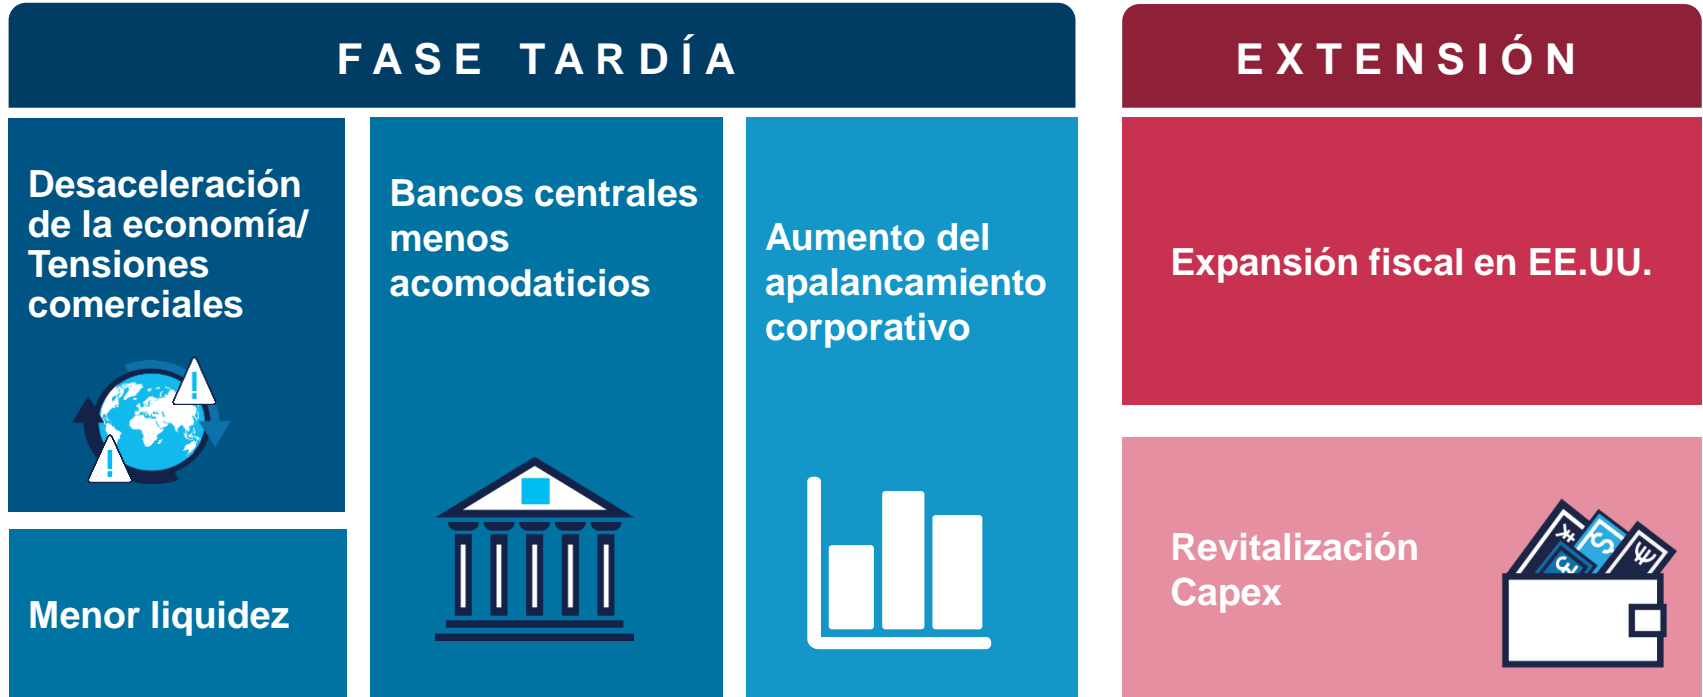 FASE TARDÍA
Desaceleración
de la economía/
Tensiones
comerciales
Menor liquidez
Bancos centrales
menos
acomodaticios
Aumento del
apalancamiento
corporativo
EXTENSIÓN
Expansión fiscal en EE.UU.
Revitalización
Capex